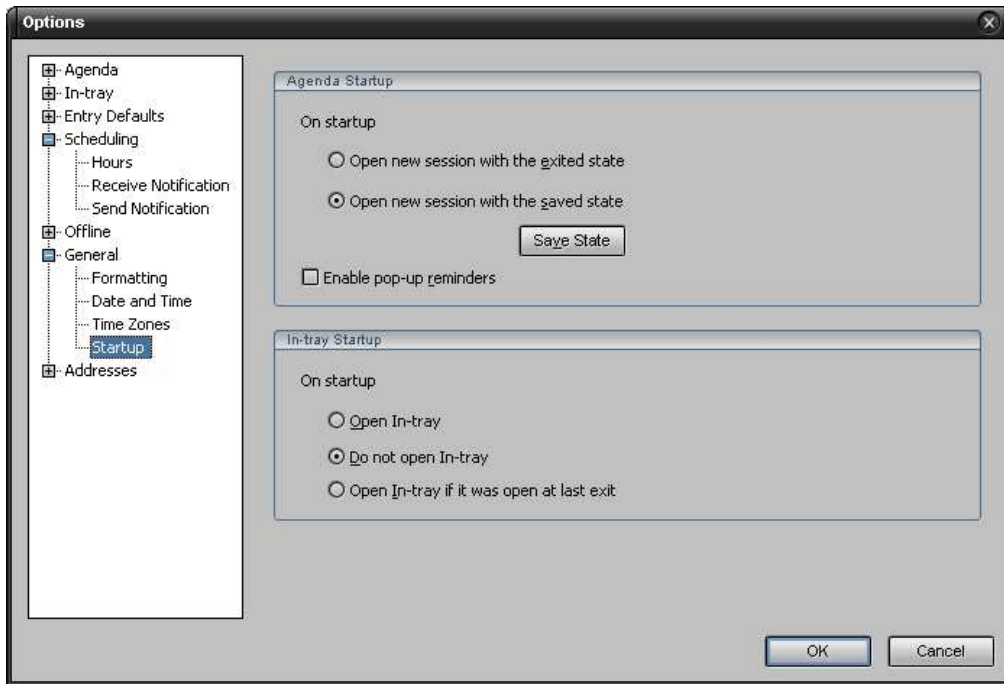 Options
Agenda
In-tray
Entry Defaults
Scheduling
Hours
Receive Notification
Send Notification
Offline
General
Formatting
Date and Time
Time Zones
Startup
Addresses
Agenda Startup
On startup
Open new session with the exited state
Open new session with the saved state
Save State
Enable pop-up reminders
In-tray Startup
On startup
Open In-tray
Do not open In-tray
Open In-tray if it was open at last exit
OK
Cancel